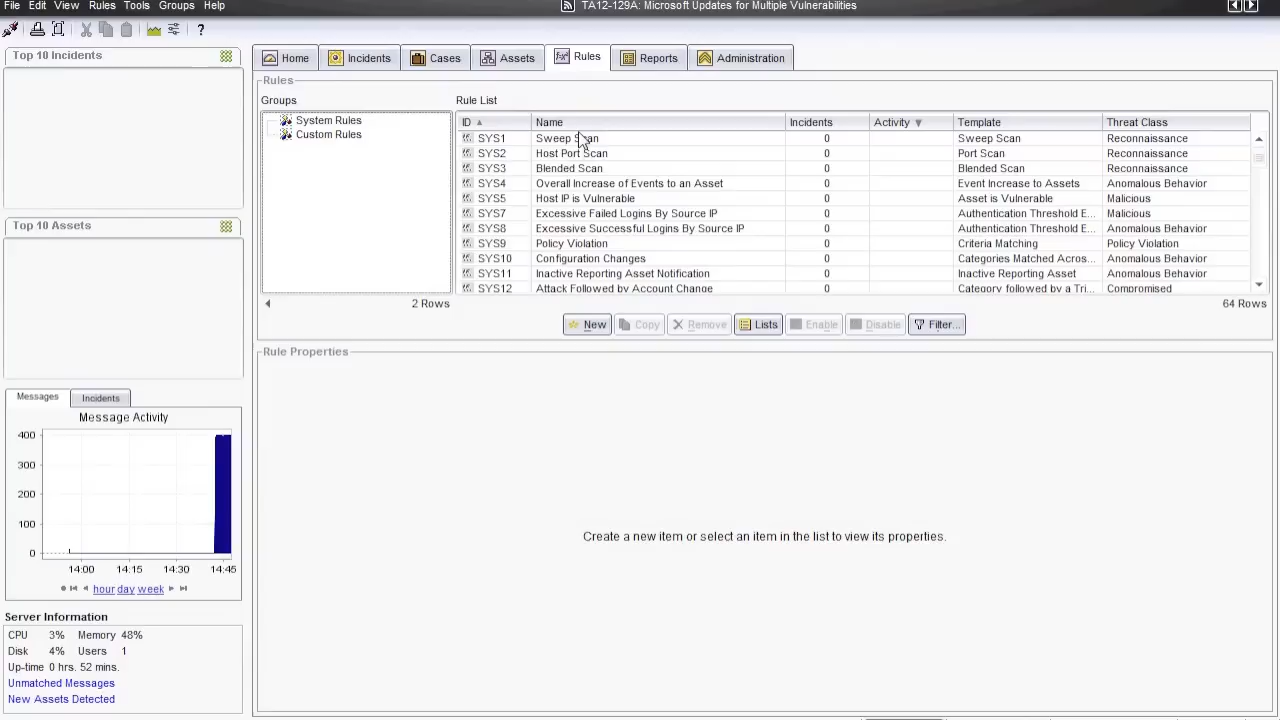 File Edit View Rules Tools Groups Help
TA12-129A: Microsoft Updates for Multiple Vulnerabilities
?
Top 10 Incidents
Top 10 Assets
Messages Incidents
Message Activity
400
300
200
100
0
14:00 14:15 14:30 14:45
hour day week
Server Information
CPU 3% Memory 48%
Disk 4% Users 1
Up-time 0 hrs. 52 mins.
Unmatched Messages
New Assets Detected
Home Incidents Cases Assets Rules Reports Administration
Rules
Groups
System Rules
Custom Rules
2 Rows
Rule List
ID Name Incidents Activity Template Threat Class
SYS1 Sweep Scan 0 Sweep Scan Reconnaissance
SYS2 Host Port Scan 0 Port Scan Reconnaissance
SYS3 Blended Scan 0 Blended Scan Reconnaissance
SYS4 Overall Increase of Events to an Asset 0 Event Increase to Assets Anomalous Behavior
SYS5 Host IP is Vulnerable 0 Asset is Vulnerable Malicious
SYS7 Excessive Failed Logins By Source IP 0 Authentication Threshold E... Malicious
SYS8 Excessive Successful Logins By Source IP 0 Authentication Threshold E... Anomalous Behavior
SYS9 Policy Violation 0 Criteria Matching Policy Violation
SYS10 Configuration Changes 0 Categories Matched Acros... Anomalous Behavior
SYS11 Inactive Reporting Asset Notification 0 Inactive Reporting Asset Anomalous Behavior
SYS12 Attack Followed by Account Change 0 Category followed by a Tri... Compromised
64 Rows
New Copy Remove Lists Enable Disable Filter...
Rule Properties
Create a new item or select an item in the list to view its properties.